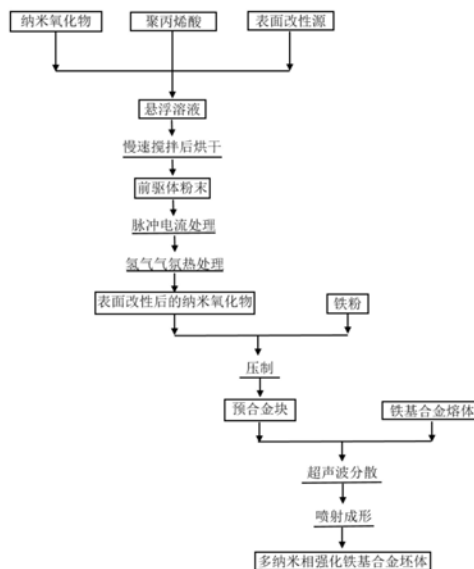 纳米氧化物
聚丙烯酸
表面改性源
悬浮溶液
慢速搅拌后烘干
前驱体粉末
脉冲电流处理
氢气气氛热处理
表面改性后的纳米氧化物
铁粉
压制
预合金块
铁基合金熔体
超声波分散
喷射成形
多纳米相强化铁基合金坯体